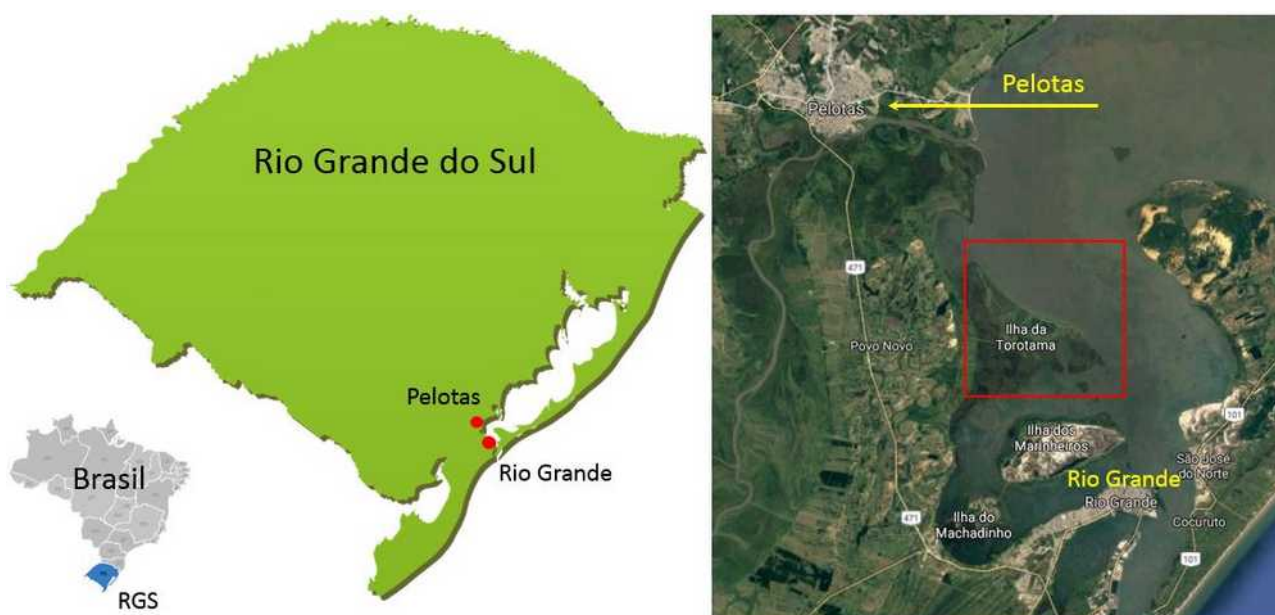 Rio Grande do Sul
Pelotas
Rio Grande
Brasil
RGS
Pelotas
Pelotas
471
Povo Novo
Ilha da
Torotama
101
Ilha dos
Marinheiros
São José
do Norte
Rio Grande
Rio Grande
471
Ilha do
Machadinho
Cocuruto
101